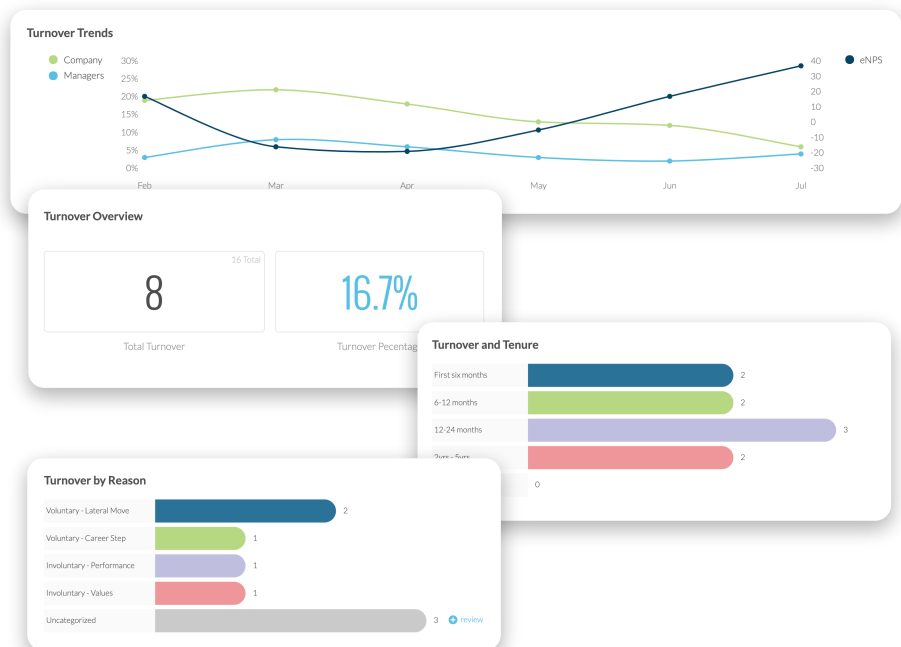 Turnover Trends
Company
Managers
30%
25%
20%
15%
10%
5%
0%
40
30
20
10
0
-10
-20
-30
eNPS
Feb
Mar
Apr
May
Jun
Jul
Turnover Overview
16 Total
8
16.7%
Total Turnover
Turnover Pecentag
Turnover and Tenure
First six months
2
6-12 months
2
12-24 months
3
2yrs - 5yrs
2
0
Turnover by Reason
Voluntary - Lateral Move
2
Voluntary - Career Step
1
Involuntary - Performance
1
Involuntary - Values
1
Uncategorized
3
review